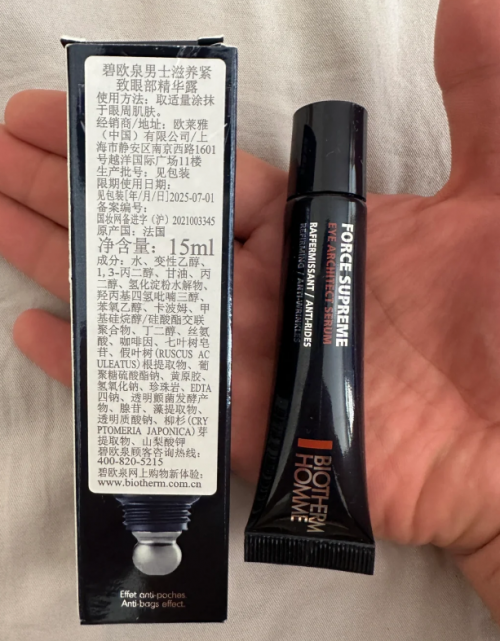 碧欧泉男士滋养紧
致眼部精华露
使用方法：取适量涂抹
于眼周肌肤。
经销商/地址：欧莱雅
（中国）有限公司/上
海市静安区南京西路1601
号越洋国际广场11楼
生产批号：见包装
限期使用日期：
见包装[年/月/日]2025-07-01
备案编号：
国妆网备进字（沪）2021003345
原产国：法国
净含量：15ml
成分：水、变性乙醇、
1,3-丙二醇、甘油、丙
二醇、氢化淀粉水解物、
羟丙基四氢吡喃三醇、
苯氧乙醇、卡波姆、甲
基硅烷醇/硅酸酯交联
聚合物、丁二醇、丝氨
酸、咖啡因、七叶树皂
苷、假叶树(RUSCUS AC
ULEATUS)根提取物、葡
聚糖硫酸酯钠、黄原胶、
氢氧化钠、珍珠岩、EDTA
四钠、透明颤菌发酵产
物、腺苷、藻提取物、
透明质酸钠、柳杉(CRY
PTOMERIA JAPONICA)芽
提取物、山梨酸钾
碧欧泉顾客咨询热线：
400-820-5215
碧欧泉网上购物新体验：
www.biotherm.com.cn
Effet anti-poches.
Anti-bags effect.
FORCE SUPREME
EYE ARCHITECT SERUM
RAFFERMISSANT / ANTI-RIDES
REFIRMING / ANTI-WRINKLE
BIOTHERM
HOMME